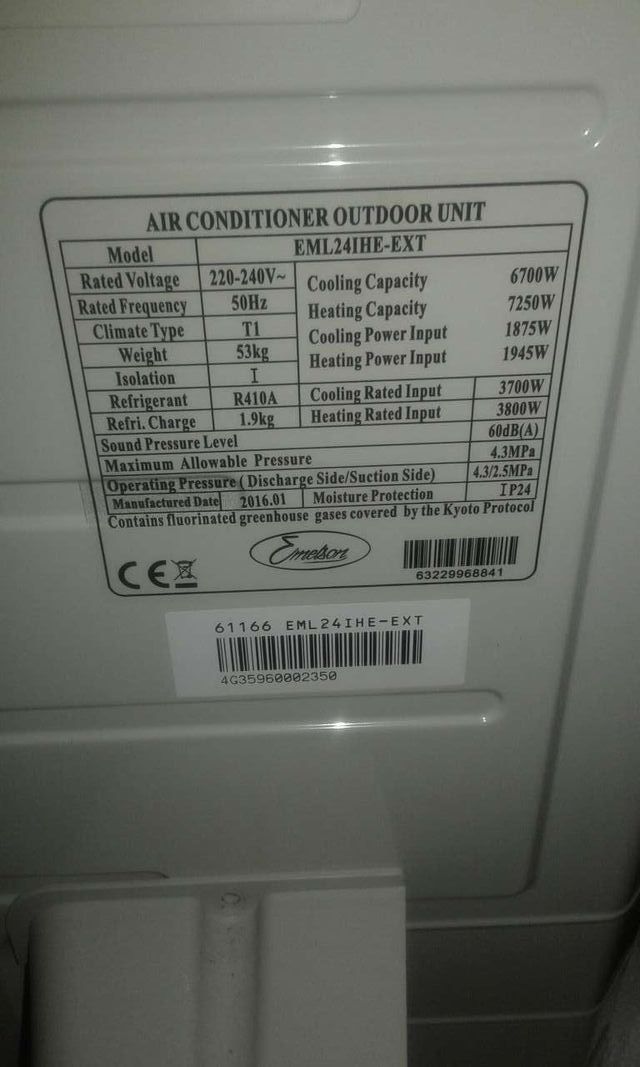 AIR CONDITIONER OUTDOOR UNIT
Model EML24IHE-EXT
Rated Voltage 220-240V~ Cooling Capacity 6700W
Rated Frequency 50Hz Heating Capacity 7250W
Climate Type T1 Cooling Power Input 1875W
Weight 53kg Heating Power Input 1945W
Isolation I
Refrigerant R410A Cooling Rated Input 3700W
Refri. Charge 1.9kg Heating Rated Input 3800W
Sound Pressure Level 60dB(A)
Maximum Allowable Pressure 4.3MPa
Operating Pressure ( Discharge Side/Suction Side) 4.3/2.5MPa
Manufactured Date 2016.01 Moisture Protection IP24
Contains fluorinated greenhouse gases covered by the Kyoto Protocol
CE Emelson
63229968841
61166 EML24IHE-EXT
4G35960002350